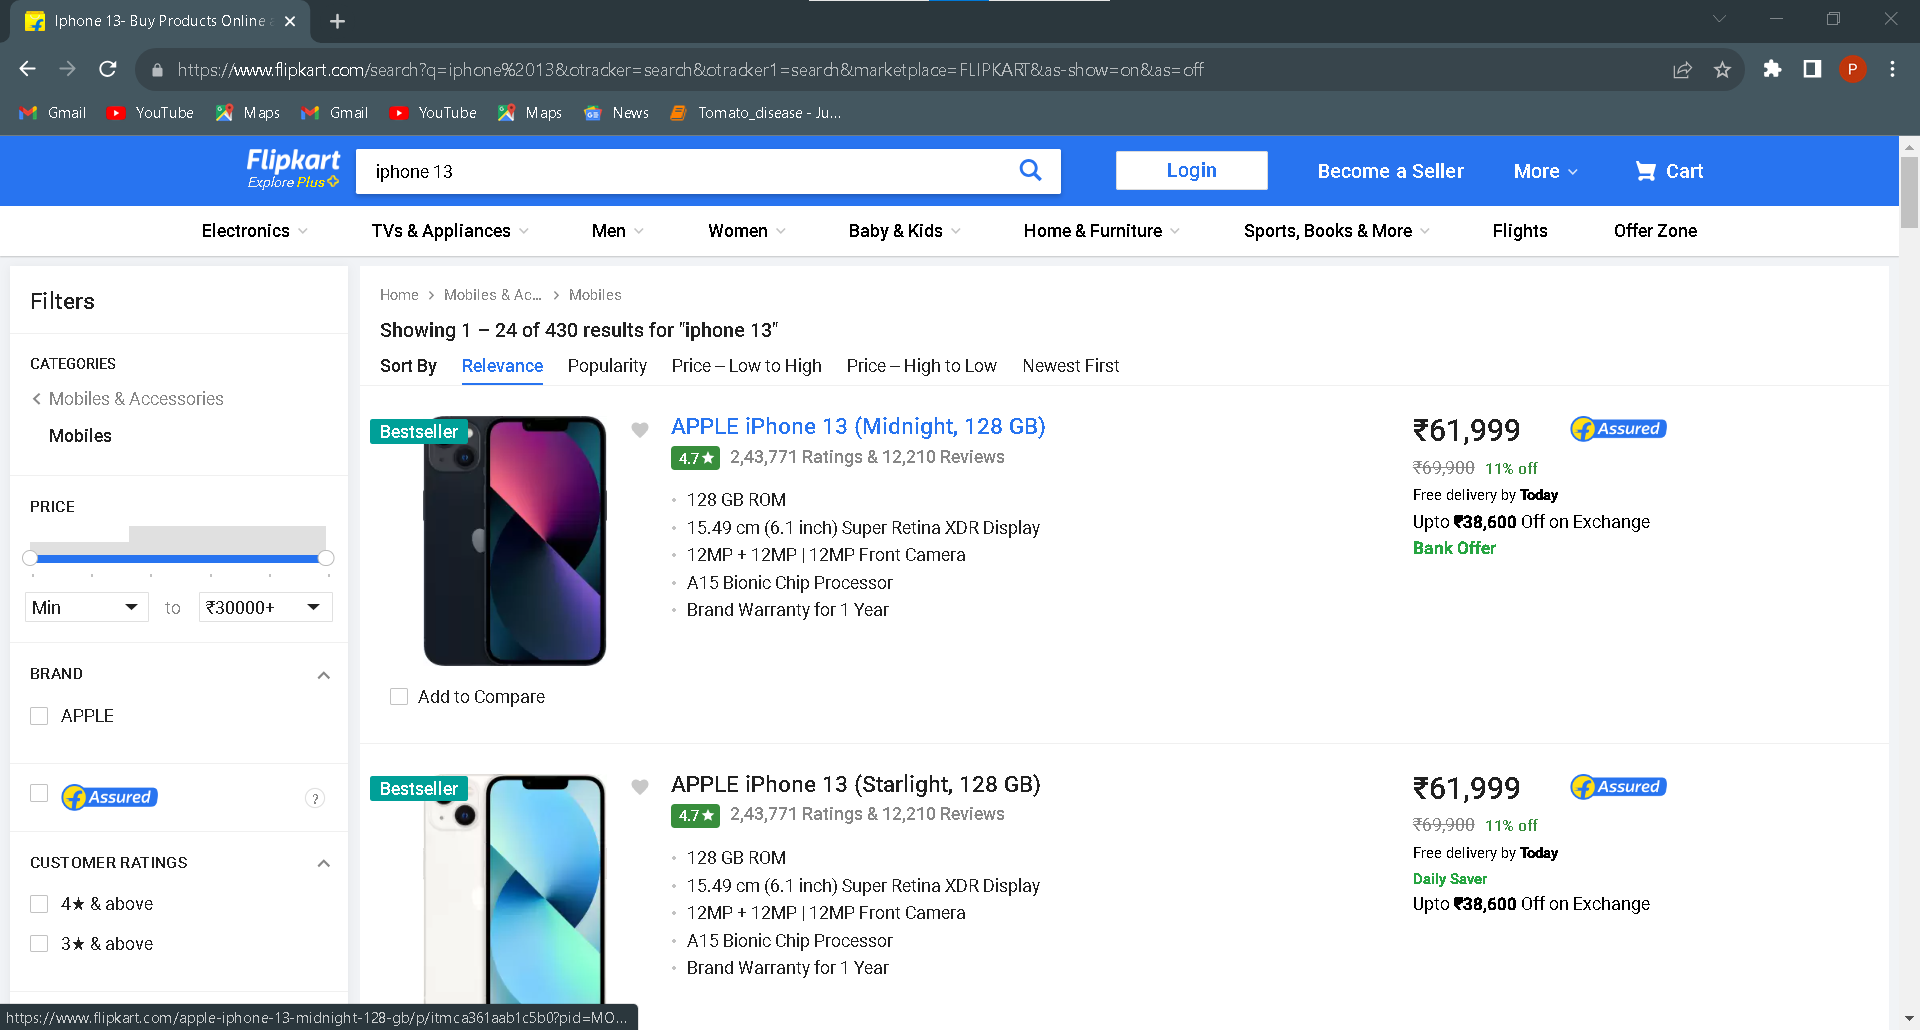 Iphone 13- Buy Products Online a
https://www.flipkart.com/search?q=iphone%2013&otracker=search&otracker1=search&marketplace=FLIPKART&as-show=on&as=off
P
Gmail YouTube Maps Gmail YouTube Maps News Tomato_disease - Ju...
Flipkart
Explore Plus
iphone 13
Login
Become a Seller
More
Cart
Electronics TVs & Appliances Men Women Baby & Kids Home & Furniture Sports, Books & More Flights Offer Zone
Filters
CATEGORIES
Mobiles & Accessories
Mobiles
PRICE
Min to ₹30000+
BRAND
APPLE
Assured
?
CUSTOMER RATINGS
4★ & above
3★ & above
Home > Mobiles & Ac... > Mobiles
Showing 1 – 24 of 430 results for "iphone 13"
Sort By Relevance Popularity Price -- Low to High Price -- High to Low Newest First
Bestseller
APPLE iPhone 13 (Midnight, 128 GB)
4.7★ 2,43,771 Ratings & 12,210 Reviews
128 GB ROM
15.49 cm (6.1 inch) Super Retina XDR Display
12MP + 12MP | 12MP Front Camera
A15 Bionic Chip Processor
Brand Warranty for 1 Year
Add to Compare
₹61,999
Assured
₹69,900 11% off
Free delivery by Today
Upto ₹38,600 Off on Exchange
Bank Offer
Bestseller
APPLE iPhone 13 (Starlight, 128 GB)
4.7★ 2,43,771 Ratings & 12,210 Reviews
128 GB ROM
15.49 cm (6.1 inch) Super Retina XDR Display
12MP + 12MP | 12MP Front Camera
A15 Bionic Chip Processor
Brand Warranty for 1 Year
₹61,999
Assured
₹69,900 11% off
Free delivery by Today
Daily Saver
Upto ₹38,600 Off on Exchange
https://www.flipkart.com/apple-iphone-13-midnight-128-gb/p/itmca361aab1c5b0?pid=MO...